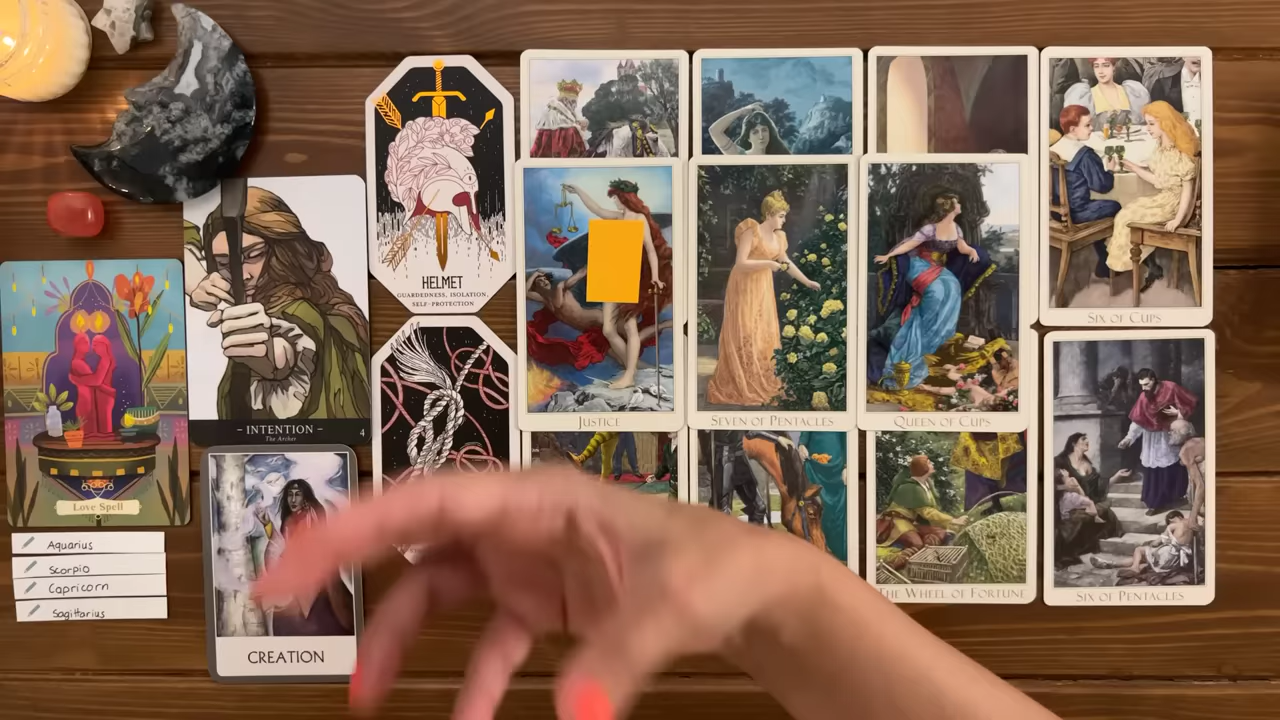 HELMET
GUARDEDNESS, ISOLATION,
SELF-PROTECTION
- INTENTION -
The Archer
4
Love Spell
Aquarius
Scorpio
Capricorn
Sagittarius
CREATION
JUSTICE
SEVEN OF PENTACLES
QUEEN OF CUPS
SIX OF CUPS
THE WHEEL OF FORTUNE
SIX OF PENTACLES